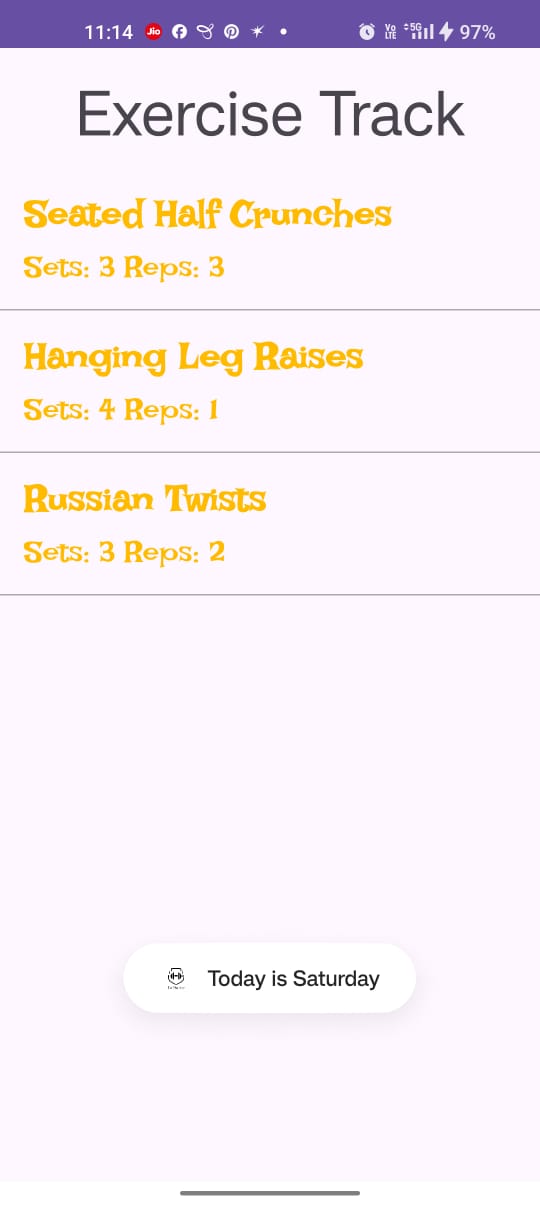 11:14 Jio VoLTE 5G 97%
Exercise Track
Seated Half Crunches
Sets: 3 Reps: 3
Hanging Leg Raises
Sets: 4 Reps: 1
Russian Twists
Sets: 3 Reps: 2
Today is Saturday